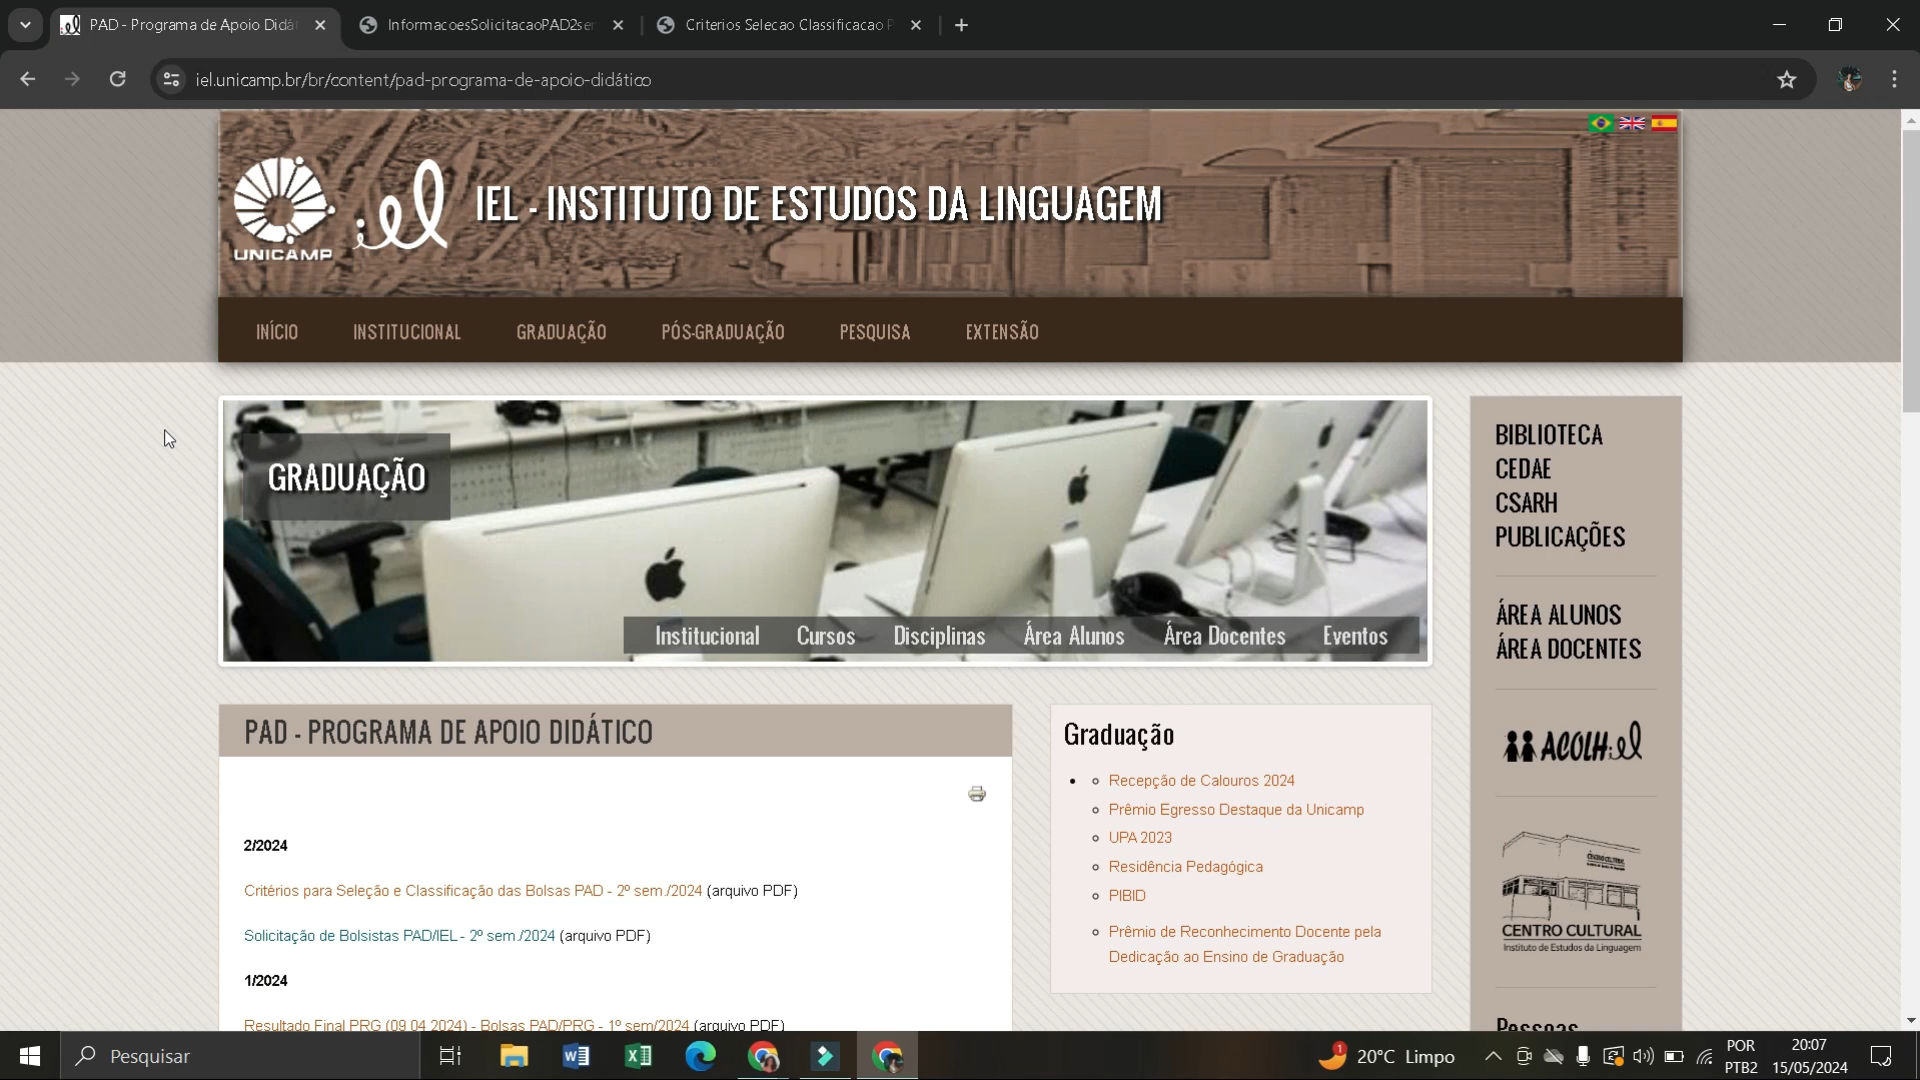 PAD - Programa de Apoio Didát
InformacoesSolicitacaoPAD2sem
Criterios Selecao Classificacao P
iel.unicamp.br/br/content/pad-programa-de-apoio-didático
UNICAMP
iel
IEL - INSTITUTO DE ESTUDOS DA LINGUAGEM
INÍCIO
INSTITUCIONAL
GRADUAÇÃO
PÓS-GRADUAÇÃO
PESQUISA
EXTENSÃO
GRADUAÇÃO
Institucional
Cursos
Disciplinas
Área Alunos
Área Docentes
Eventos
BIBLIOTECA
CEDAE
CSARH
PUBLICAÇÕES
ÁREA ALUNOS
ÁREA DOCENTES
ACOLHiel
CENTRO CULTURAL
Instituto de Estudos da Linguagem
Pessoas
PAD - PROGRAMA DE APOIO DIDÁTICO
2/2024
Critérios para Seleção e Classificação das Bolsas PAD - 2º sem./2024 (arquivo PDF)
Solicitação de Bolsistas PAD/IEL - 2º sem./2024 (arquivo PDF)
1/2024
Resultado Final PRG (09.04.2024) - Bolsas PAD/PRG - 1º sem/2024 (arquivo PDF)
Graduação
Recepção de Calouros 2024
Prêmio Egresso Destaque da Unicamp
UPA 2023
Residência Pedagógica
PIBID
Prêmio de Reconhecimento Docente pela
Dedicação ao Ensino de Graduação
Pesquisar
1
20°C Limpo
POR
PTB2
20:07
15/05/2024